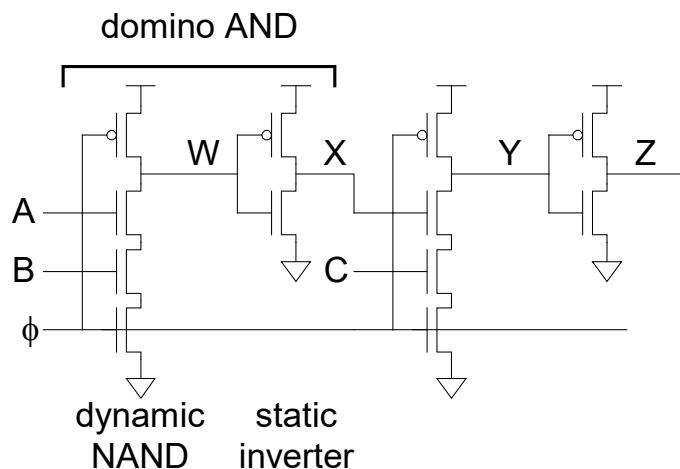 domino AND
W
X
Y
Z
A
B
C
ϕ
dynamic
NAND
static
inverter